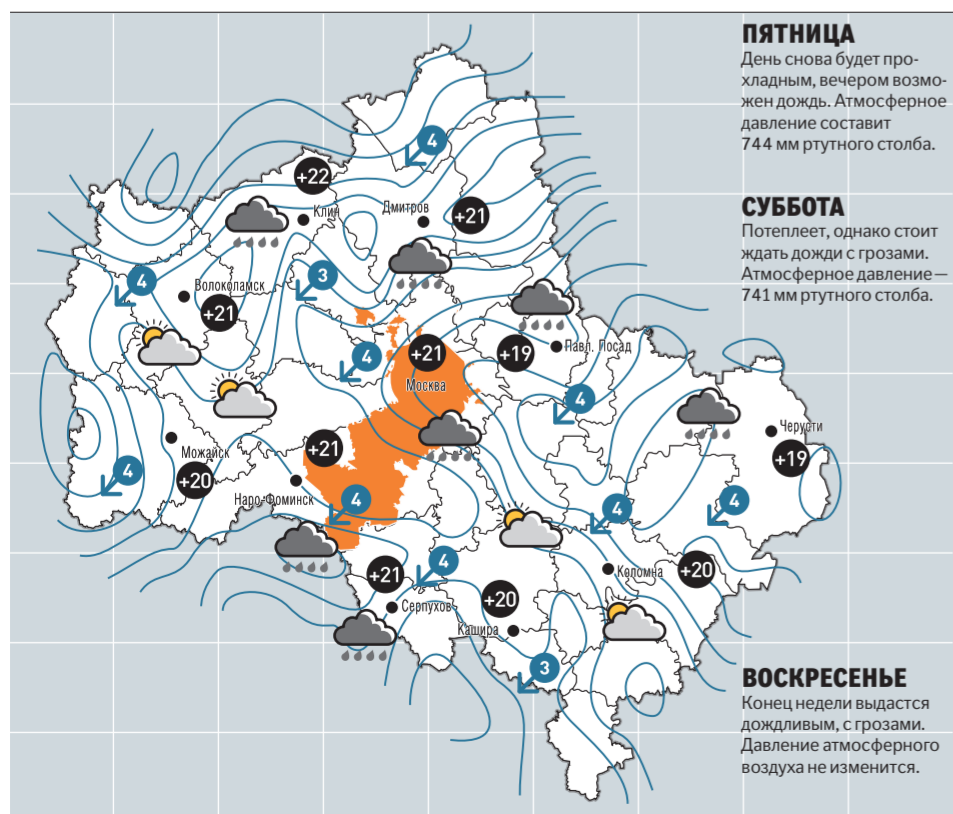 ПЯТНИЦА
День снова будет про-
хладным, вечером возмо-
жен дождь. Атмосферное
давление составит
744 мм ртутного столба.
СУББОТА
Потеплеет, однако стоит
ждать дожди с грозами.
Атмосферное давление —
741 мм ртутного столба.
ВОСКРЕСЕНЬЕ
Конец недели выдастся
дождливым, с грозами.
Давление атмосферного
воздуха не изменится.
4
+22
Клин
Дмитров
+21
4
3
Волоколамск
+21
4
+21
Москва
+19
Павл. Посад
4
Черусти
+19
Можайск
+20
4
+21
Наро-Фоминск
4
4
4
+21
Серпухов
4
+20
Кашира
Коломна
+20
3